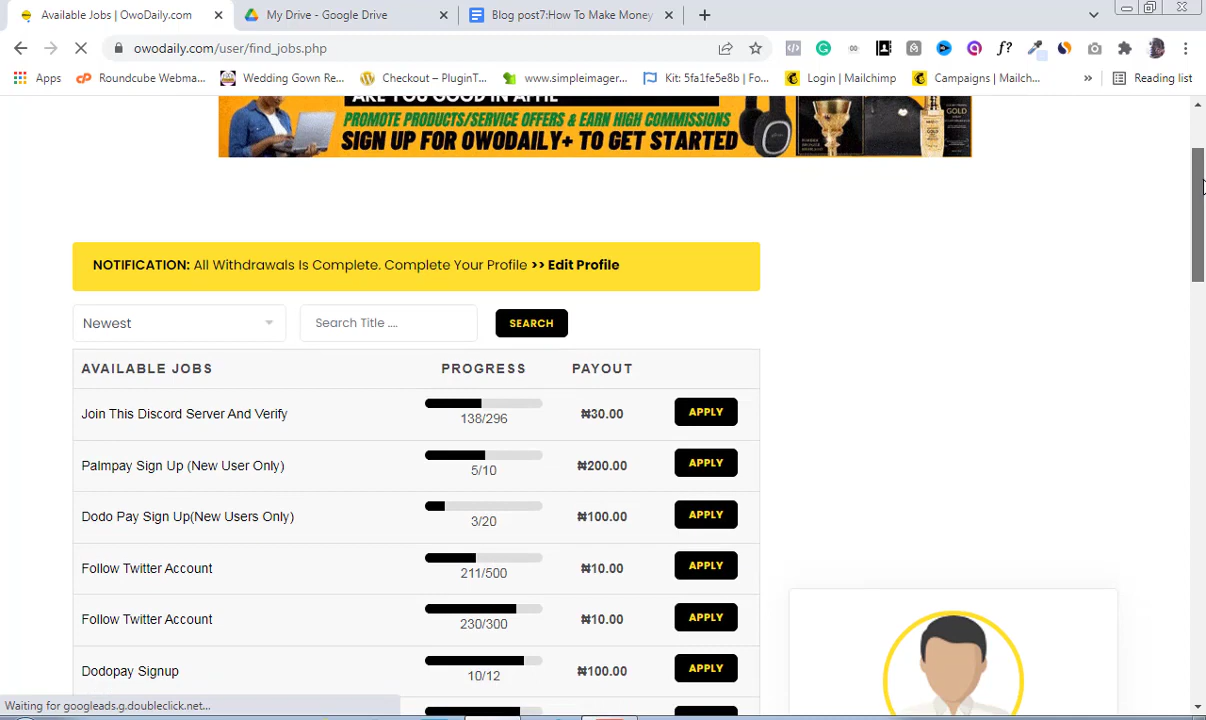 Available Jobs | OwoDaily.com
My Drive - Google Drive
Blog post7:How To Make Money
owodaily.com/user/find_jobs.php
f?
Apps
Roundcube Webma...
Wedding Gown Re...
Checkout – PluginT...
www.simpleimager...
Kit: 5fa1fe5e8b | Fo...
Login | Mailchimp
Campaigns | Mailch...
»
Reading list
PROMOTE PRODUCTS/SERVICE OFFERS & EARN HIGH COMMISSIONS
SIGN UP FOR OWODAILY+ TO GET STARTED
GOLD
NOTIFICATION: All Withdrawals Is Complete. Complete Your Profile >> Edit Profile
Newest
Search Title ....
SEARCH
AVAILABLE JOBS PROGRESS PAYOUT
Join This Discord Server And Verify 138/296 ₦30.00 APPLY
Palmpay Sign Up (New User Only) 5/10 ₦200.00 APPLY
Dodo Pay Sign Up(New Users Only) 3/20 ₦100.00 APPLY
Follow Twitter Account 211/500 ₦10.00 APPLY
Follow Twitter Account 230/300 ₦10.00 APPLY
Dodopay Signup 10/12 ₦100.00 APPLY
Waiting for googleads.g.doubleclick.net...